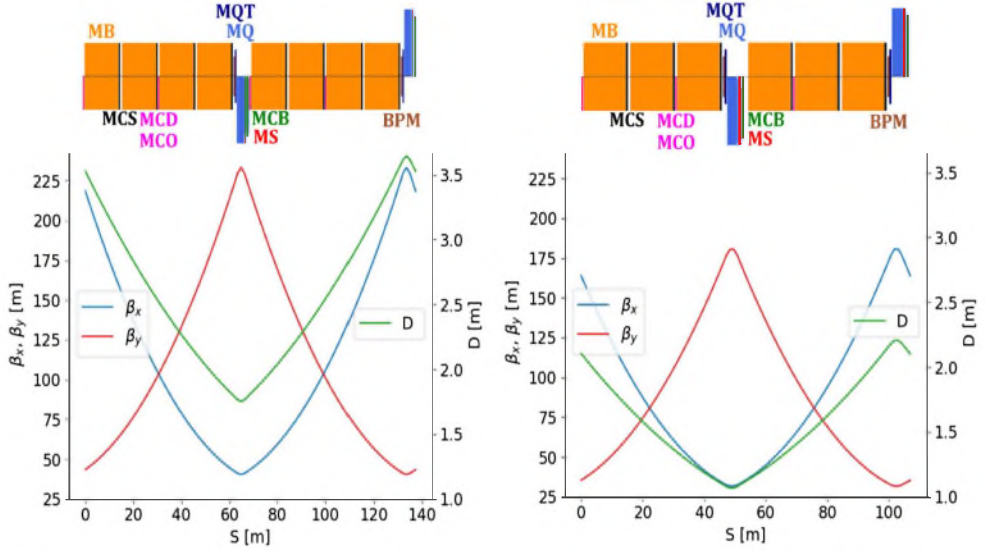 MQT
MB
MQ
MCS MCD
MCO
MCB
MS
BPM
225
200
175
150
125
100
75
50
25
βx, βy [m]
βx
βy
D
3.5
3.0
2.5
2.0
1.5
1.0
D [m]
0 20 40 60 80 100 120 140
S [m]
MQT
MB
MQ
MCS
MCD
MCO
MCB
MS
BPM
225
200
175
150
125
100
75
50
25
βx, βy [m]
βx
βy
D
3.5
3.0
2.5
2.0
1.5
1.0
D [m]
0 20 40 60 80 100
S [m]